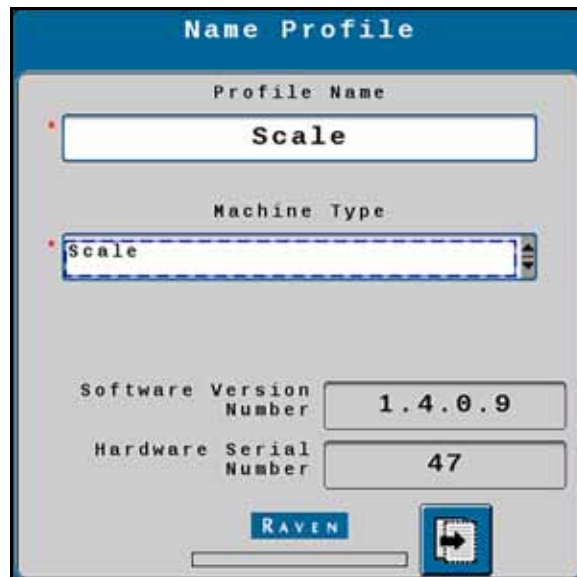 Name Profile
Profile Name
*
Scale
Machine Type
*
Scale
Software Version
Number
1.4.0.9
Hardware Serial
Number
47
RAVEN